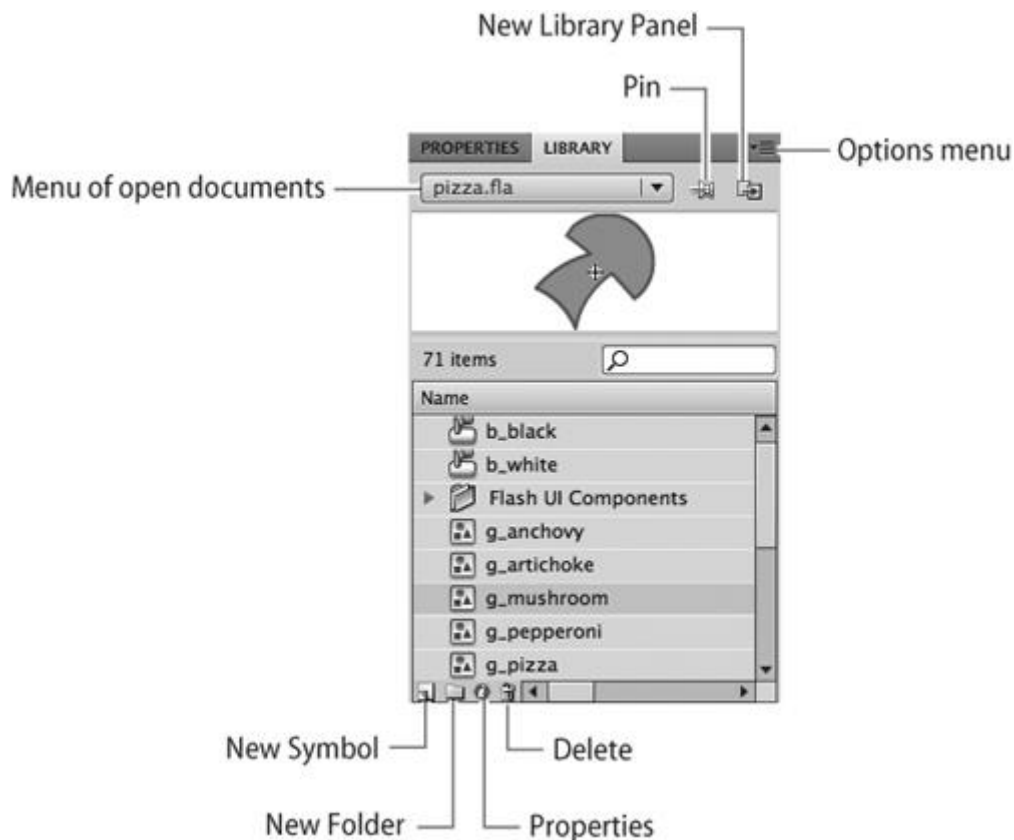 New Library Panel
Pin
PROPERTIES LIBRARY
Options menu
Menu of open documents
pizza.fla
71 items
Name
b_black
b_white
Flash UI Components
g_anchovy
g_artichoke
g_mushroom
g_pepperoni
g_pizza
New Symbol
Delete
New Folder
Properties